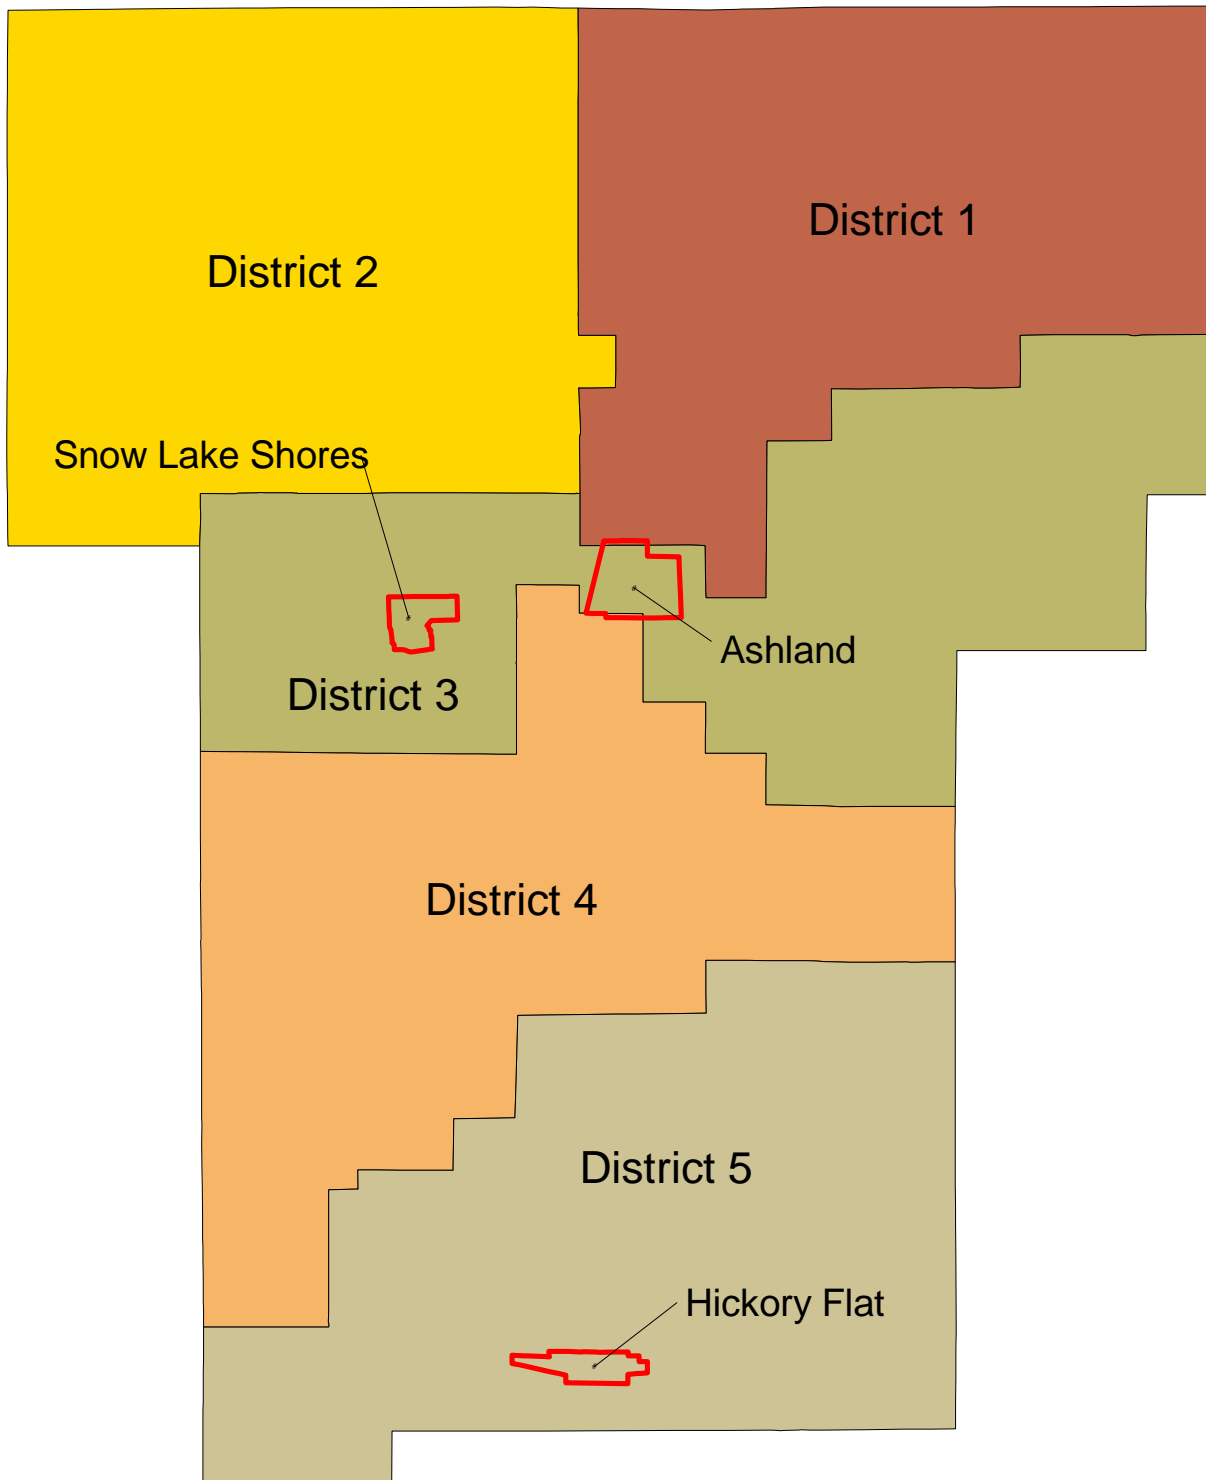 District 1
District 2
Snow Lake Shores
Ashland
District 3
District 4
District 5
Hickory Flat